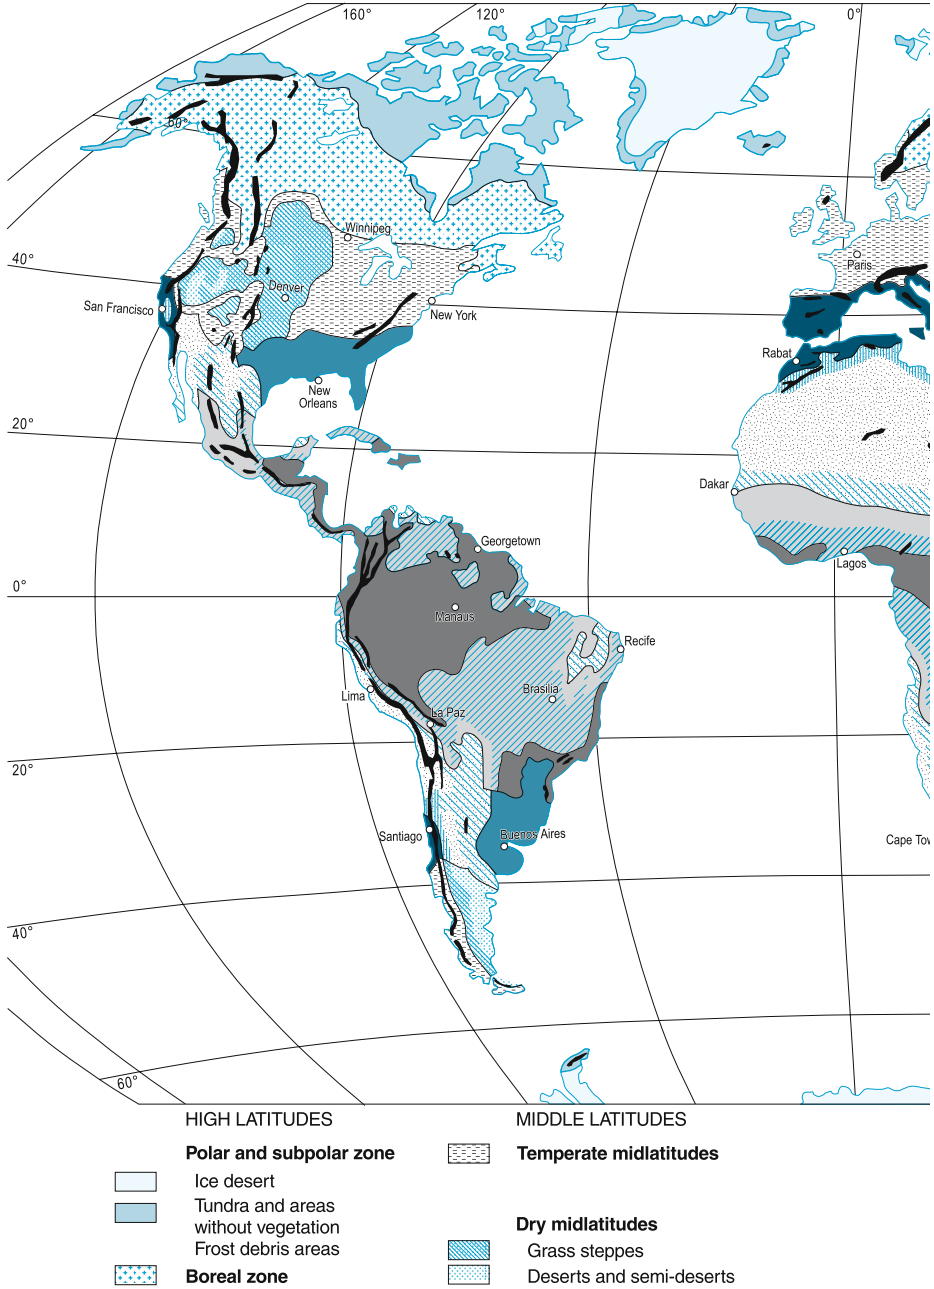 160°
120°
0°
60°
Winnipeg
40°
Paris
Denver
San Francisco
New York
Rabat
New
Orleans
20°
Dakar
Georgetown
Lagos
0°
Manaus
Recife
Brasilia
Lima
La Paz
20°
Santiago
Buenos Aires
Cape Tow
40°
60°
HIGH LATITUDES
Polar and subpolar zone
Ice desert
Tundra and areas
without vegetation
Frost debris areas
Boreal zone
MIDDLE LATITUDES
Temperate midlatitudes
Dry midlatitudes
Grass steppes
Deserts and semi-deserts